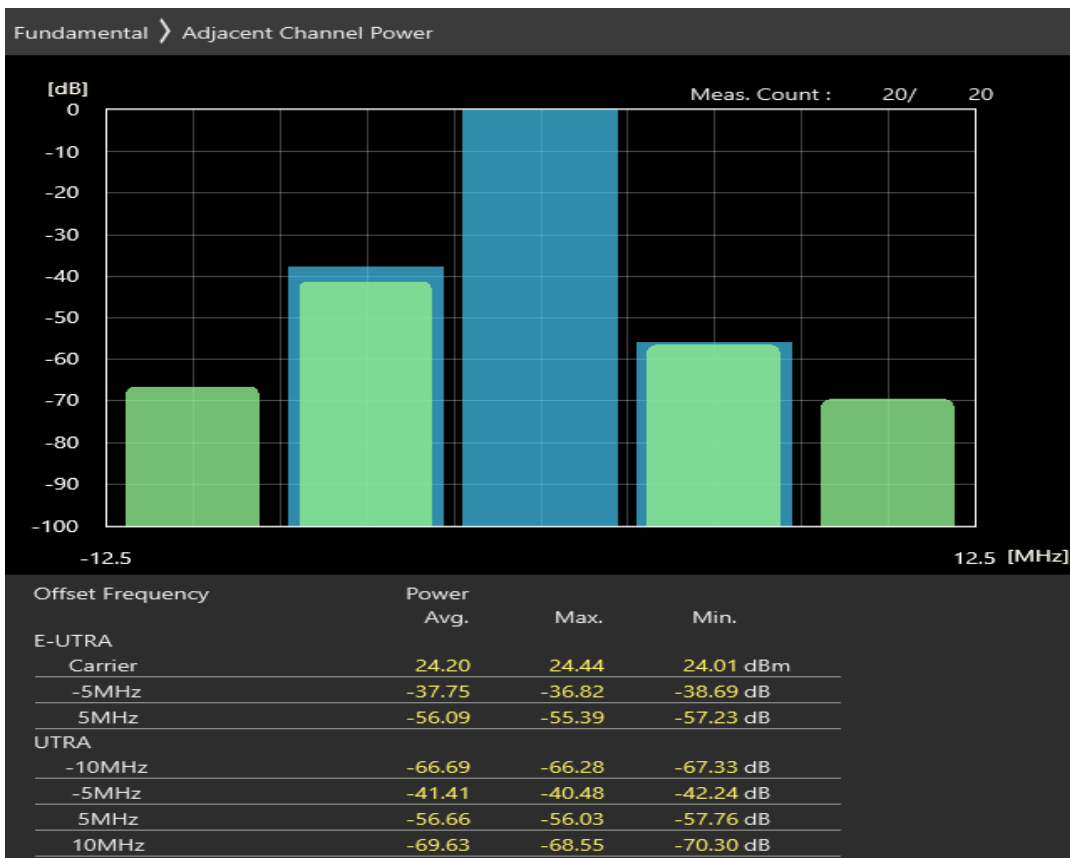 Fundamental 〉 Adjacent Channel Power
[dB]
Meas. Count : 20/ 20
0
-10
-20
-30
-40
-50
-60
-70
-80
-90
-100
-12.5 12.5 [MHz]
Offset Frequency Power
Avg. Max. Min.
E-UTRA
Carrier 24.20 24.44 24.01 dBm
-5MHz -37.75 -36.82 -38.69 dB
5MHz -56.09 -55.39 -57.23 dB
UTRA
-10MHz -66.69 -66.28 -67.33 dB
-5MHz -41.41 -40.48 -42.24 dB
5MHz -56.66 -56.03 -57.76 dB
10MHz -69.63 -68.55 -70.30 dB